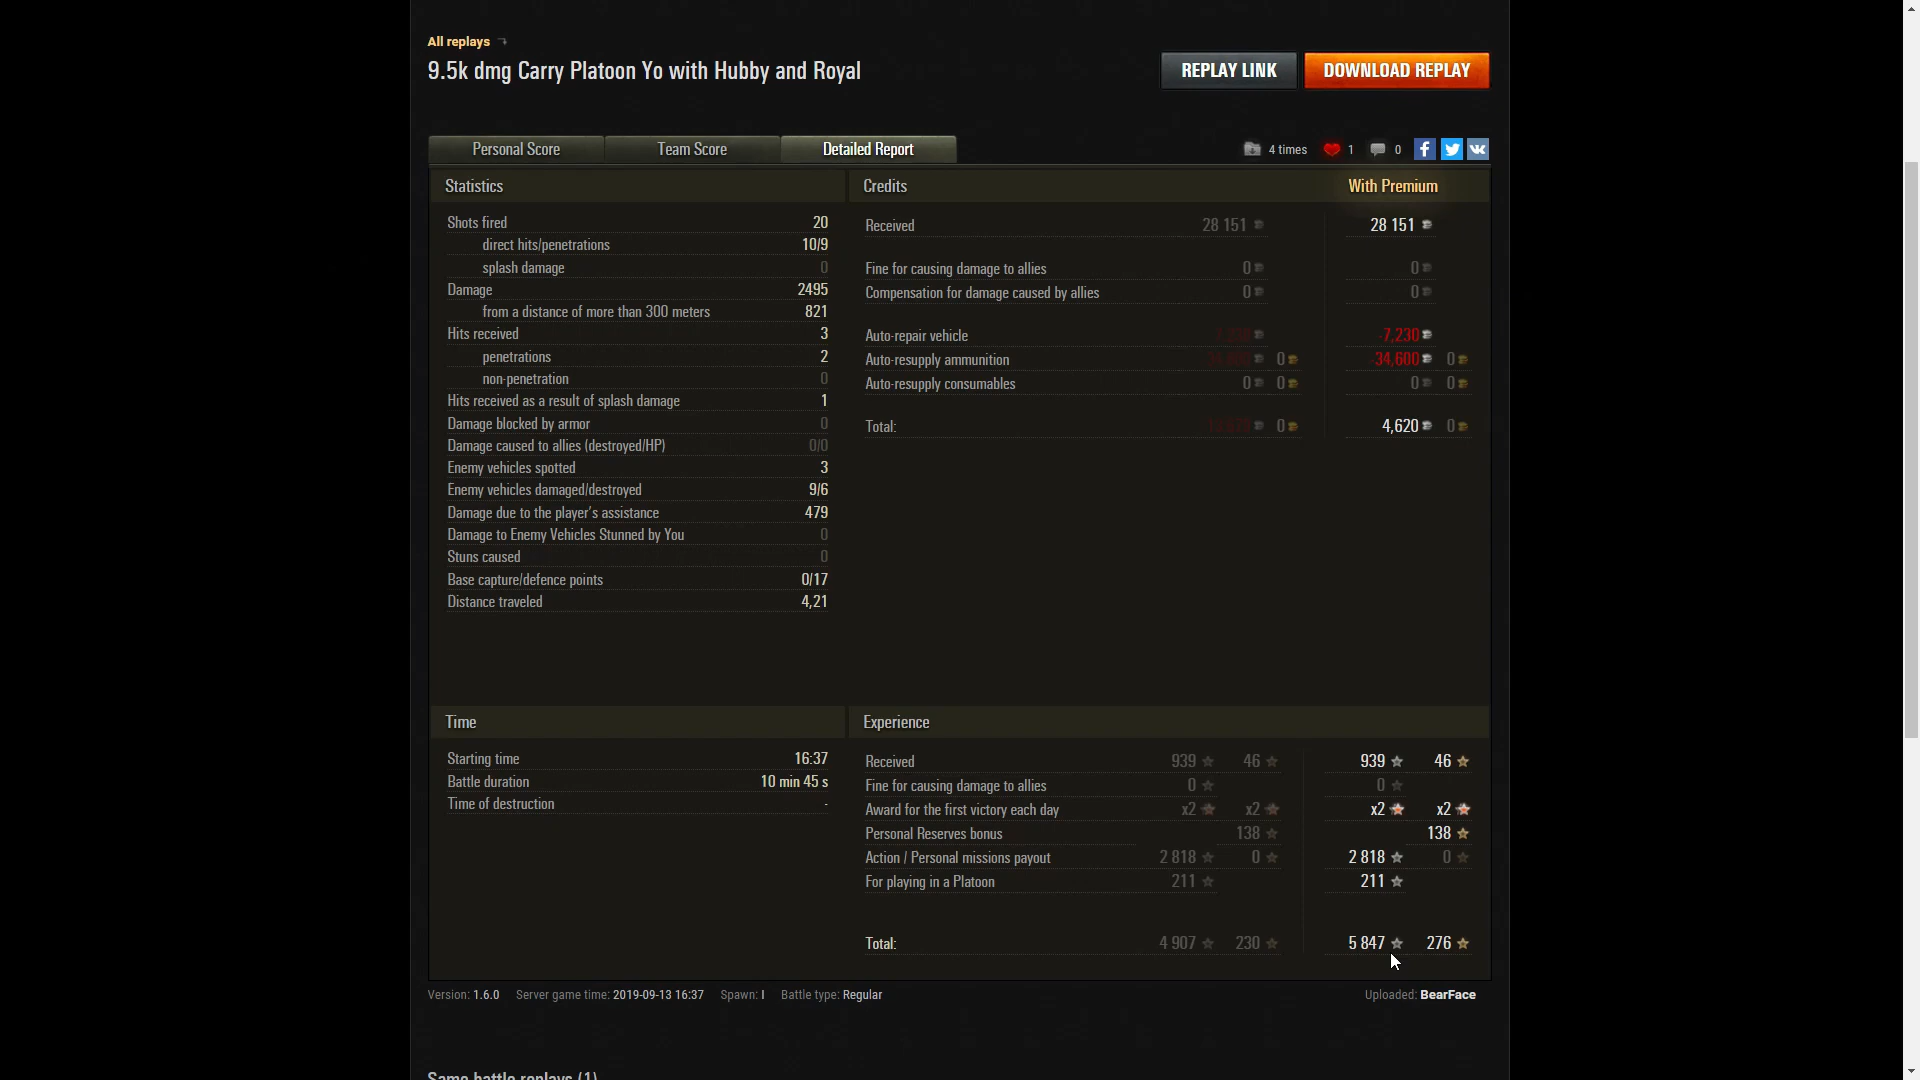 All replays
9.5k dmg Carry Platoon Yo with Hubby and Royal
REPLAY LINK
DOWNLOAD REPLAY
Personal Score
Team Score
Detailed Report
4 times
1
0
Statistics
Shots fired 20
direct hits/penetrations 10/9
splash damage 0
Damage 2495
from a distance of more than 300 meters 821
Hits received 3
penetrations 2
non-penetration 0
Hits received as a result of splash damage 1
Damage blocked by armor 0
Damage caused to allies (destroyed/HP) 0/0
Enemy vehicles spotted 3
Enemy vehicles damaged/destroyed 9/6
Damage due to the player's assistance 479
Damage to Enemy Vehicles Stunned by You 0
Stuns caused 0
Base capture/defence points 0/17
Distance traveled 4,21
Credits With Premium
Received 28 151 28 151
Fine for causing damage to allies 0 0
Compensation for damage caused by allies 0 0
Auto-repair vehicle -7,230
Auto-resupply ammunition 0 -34,600 0
Auto-resupply consumables 0 0 0 0
Total: 0 4,620 0
Time
Starting time 16:37
Battle duration 10 min 45 s
Time of destruction -
Experience
Received 939 46 939 46
Fine for causing damage to allies 0 0
Award for the first victory each day x2 x2 x2 x2
Personal Reserves bonus 138 138
Action / Personal missions payout 2 818 0 2 818 0
For playing in a Platoon 211 211
Total: 4 907 230 5 847 276
Version: 1.6.0 Server game time: 2019-09-13 16:37 Spawn: I Battle type: Regular
Uploaded: BearFace
Same battle replays (1)